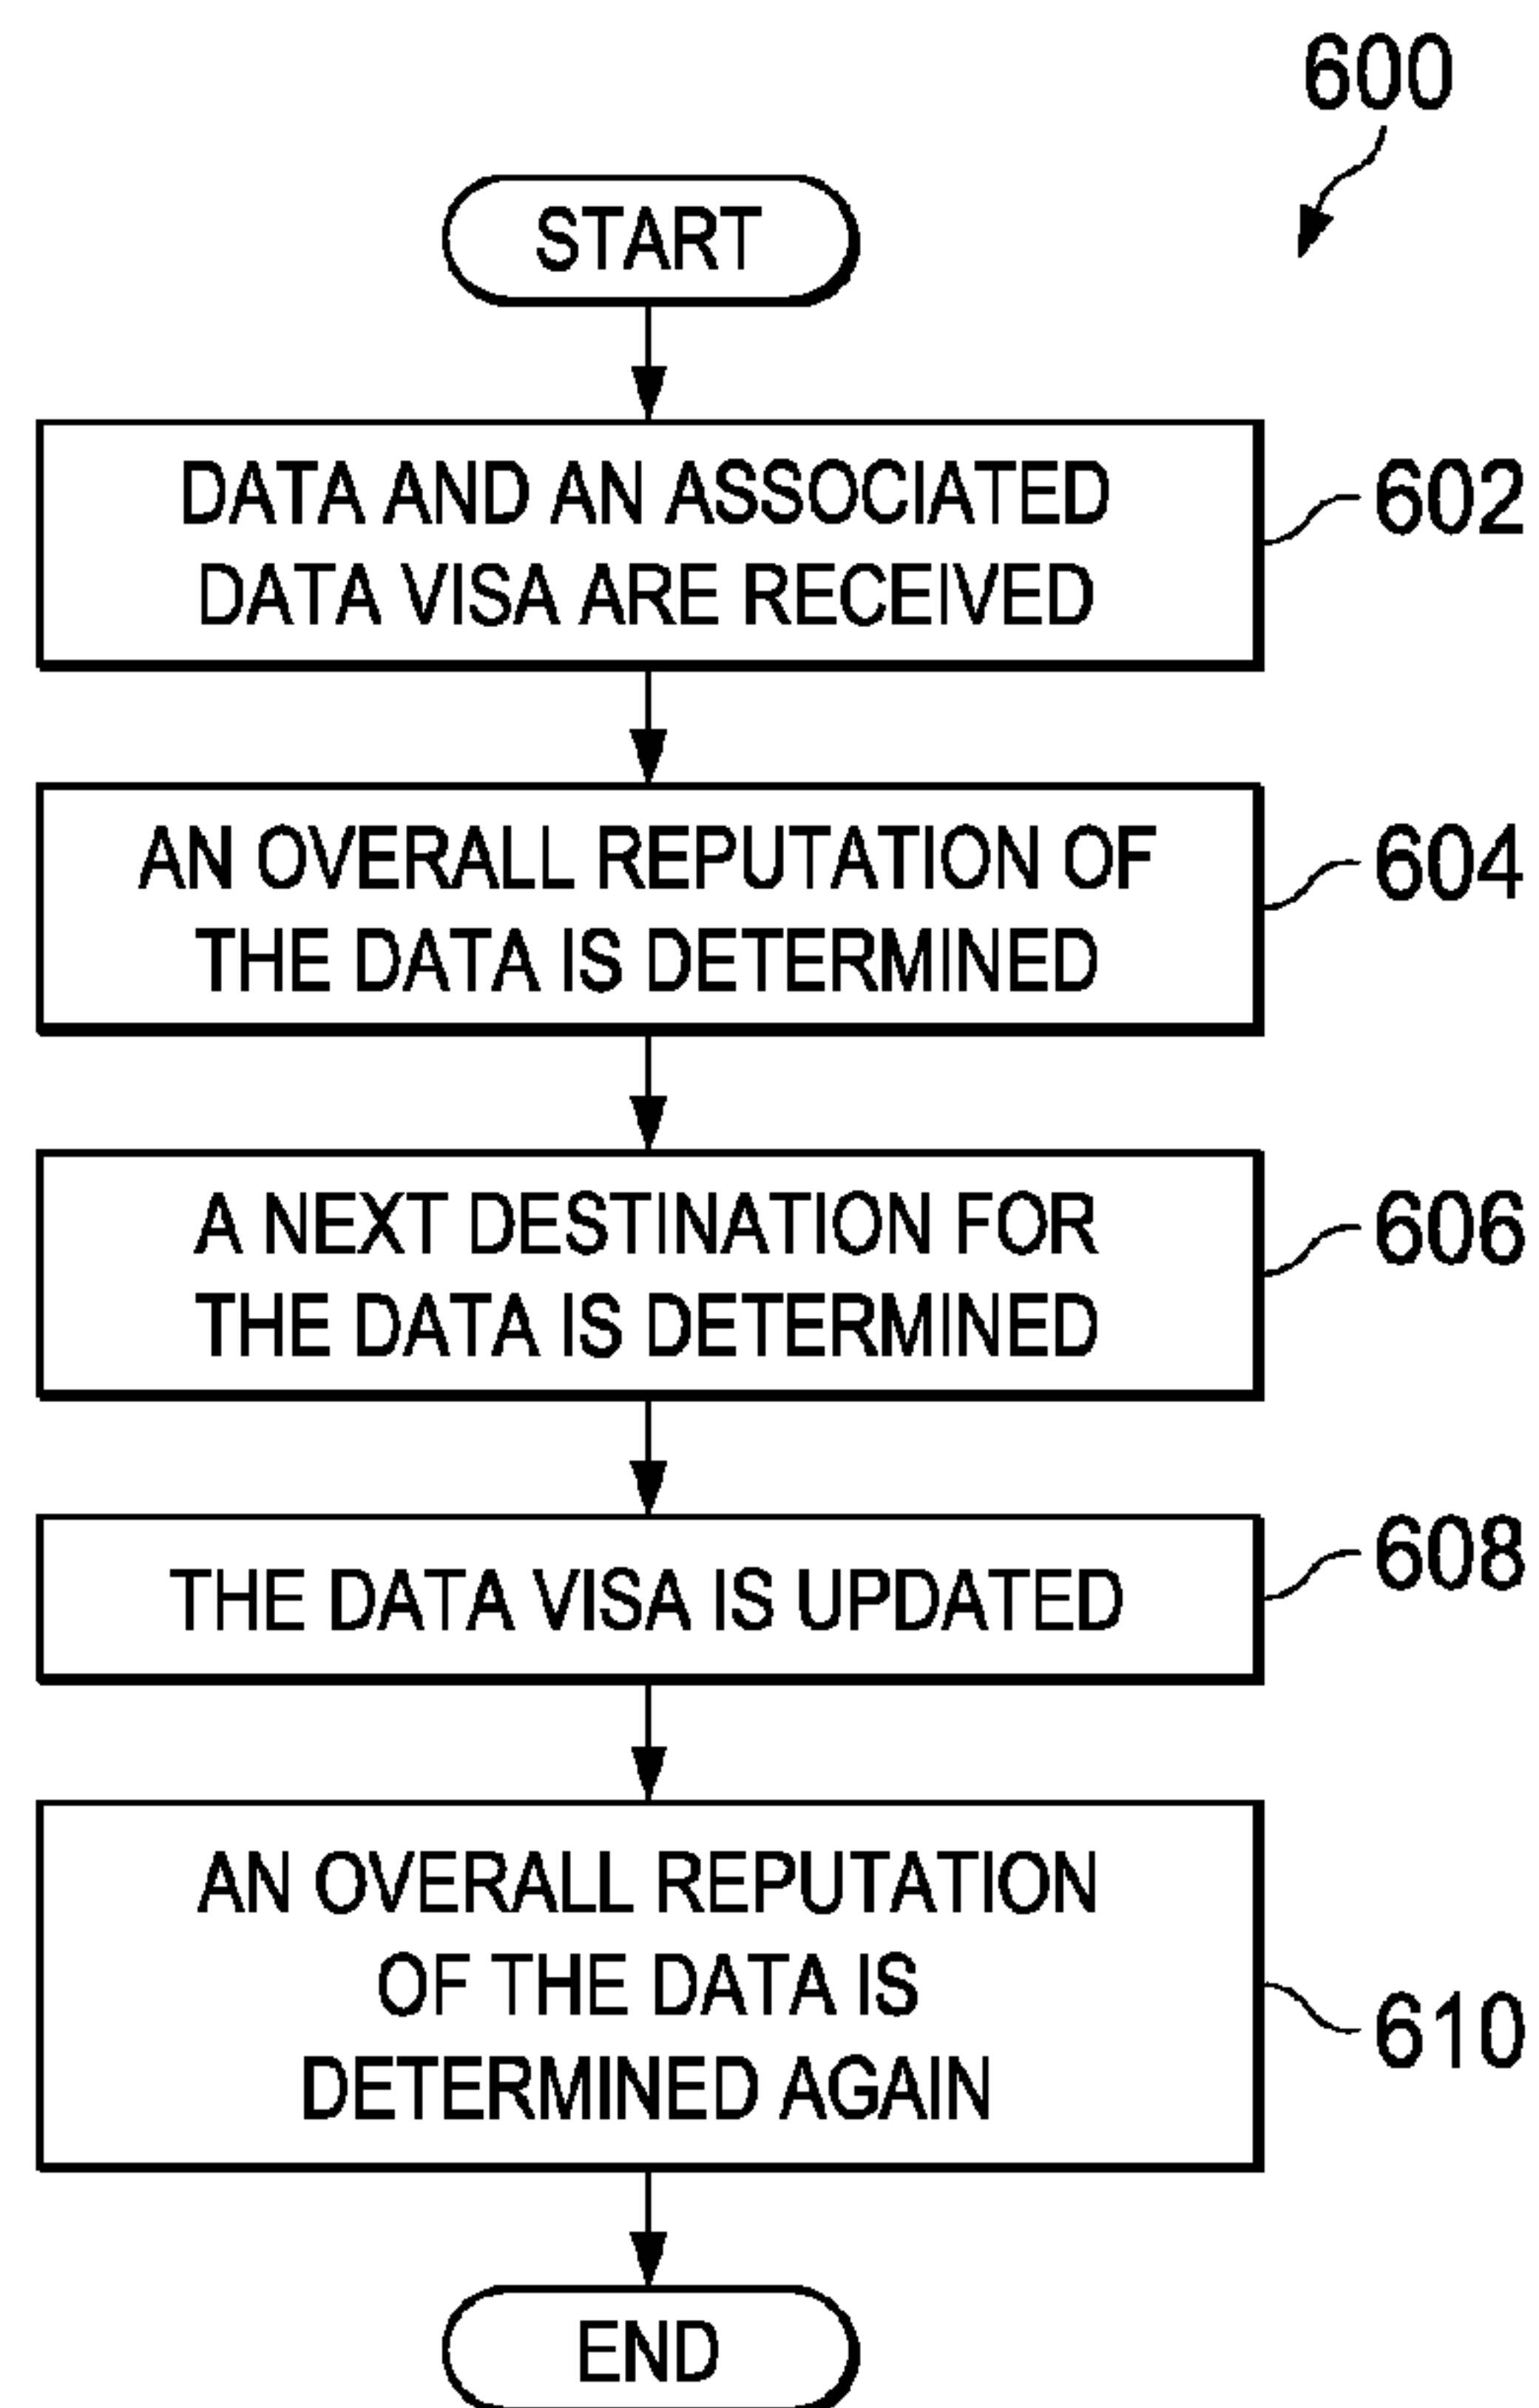 600
START
DATA AND AN ASSOCIATED
DATA VISA ARE RECEIVED
602
AN OVERALL REPUTATION OF
THE DATA IS DETERMINED
604
A NEXT DESTINATION FOR
THE DATA IS DETERMINED
606
THE DATA VISA IS UPDATED
608
AN OVERALL REPUTATION
OF THE DATA IS
DETERMINED AGAIN
610
END